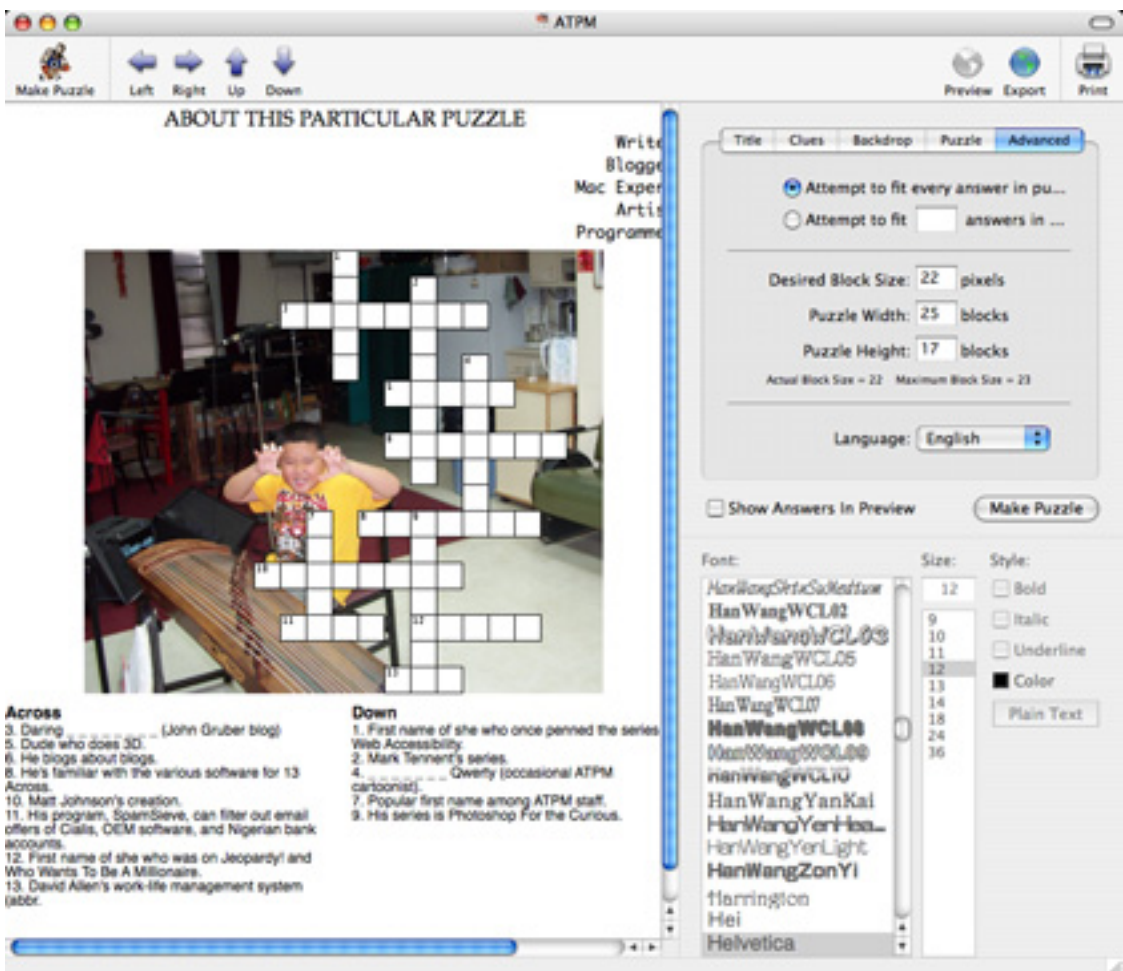 ATPM
Make Puzzle
Left Right Up Down
Preview Export Print
ABOUT THIS PARTICULAR PUZZLE
Write
Blogge
Mac Exper
Artis
Programme
Title Clues Backdrop Puzzle Advanced
Attempt to fit every answer in pu...
Attempt to fit answers in ...
Desired Block Size: 22 pixels
Puzzle Width: 25 blocks
Puzzle Height: 17 blocks
Actual Block Size = 22 Maximum Block Size = 23
Language: English
Show Answers In Preview
Make Puzzle
Across
3. Daring _ _ _ _ _ _ _ _ (John Gruber blog)
5. Dude who does 3D.
6. He blogs about blogs.
8. He's familiar with the various software for 13
Across.
10. Matt Johnson's creation.
11. His program, SpamSieve, can filter out email
offers of Cialis, OEM software, and Nigerian bank
accounts.
12. First name of she who was on Jeopardy! and
Who Wants To Be A Millionaire.
13. David Allen's work-life management system
(abbr.
Down
1. First name of she who once penned the series
Web Accessibility.
2. Mark Tennent's series.
4. _ _ _ _ _ _ _ Qwerty (occasional ATPM
cartoonist).
7. Popular first name among ATPM staff.
9. His series is Photoshop For the Curious.
Font:
HanWangWCL02
HanWangWCL03
HanWangWCL05
HanWangWCL06
HanWangWCL07
HanWangWCL08
HanWangWCL09
HanWangWCL10
HanWangYanKai
HanWangYenHea...
HanWangYenLight
HanWangZonYi
Harrington
Hei
Helvetica
Size:
12
9
10
11
12
13
14
18
24
36
Style:
Bold
Italic
Underline
Color
Plain Text